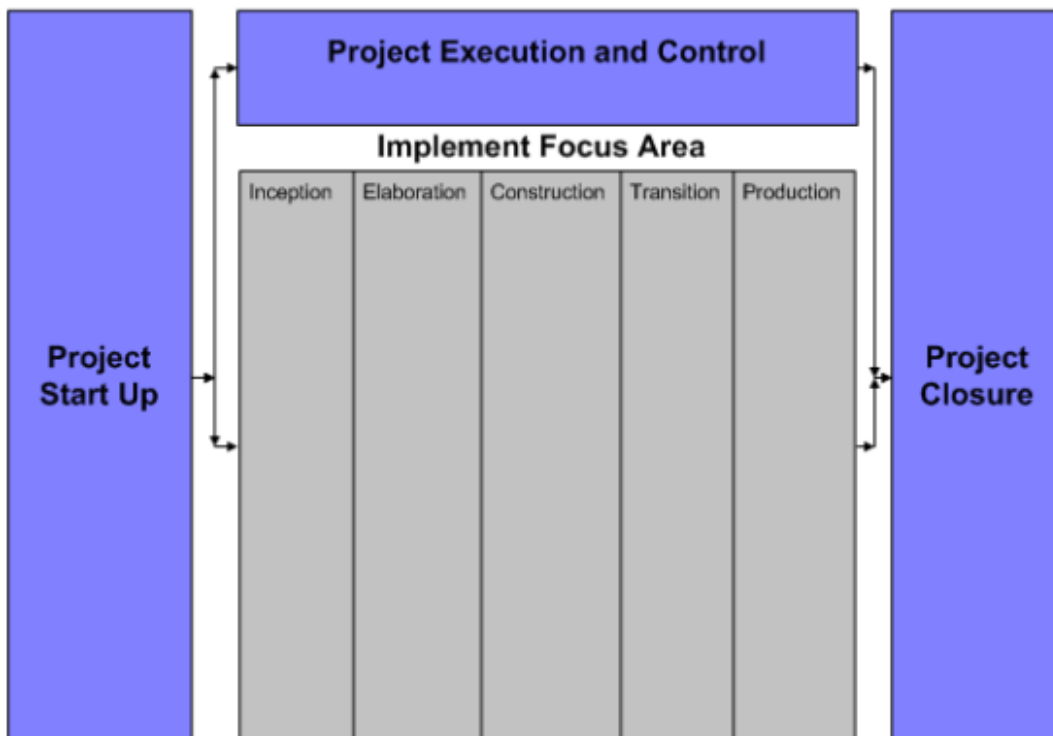 Project Execution and Control
Implement Focus Area
Inception Elaboration Construction Transition Production
Project
Start Up
Project
Closure